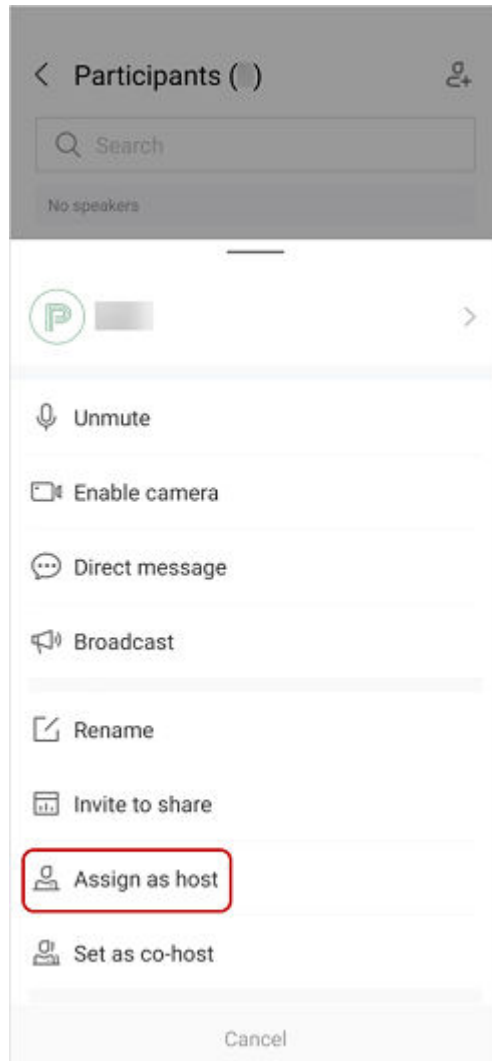 Participants ( )
Search
No speakers
P
Unmute
Enable camera
Direct message
Broadcast
Rename
Invite to share
Assign as host
Set as co-host
Cancel